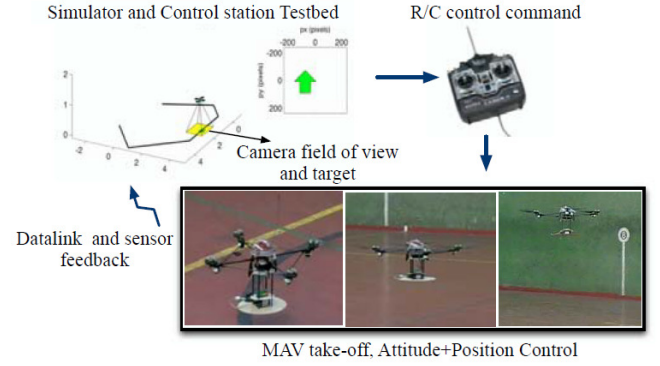 Simulator and Control station Testbed
R/C control command
px (pixels)
-200 0 200
-200
0
200
py (pixels)
2
1
0
-2
0
2
4
4
2
0
Camera field of view
and target
Datalink and sensor
feedback
0
MAV take-off, Attitude+Position Control